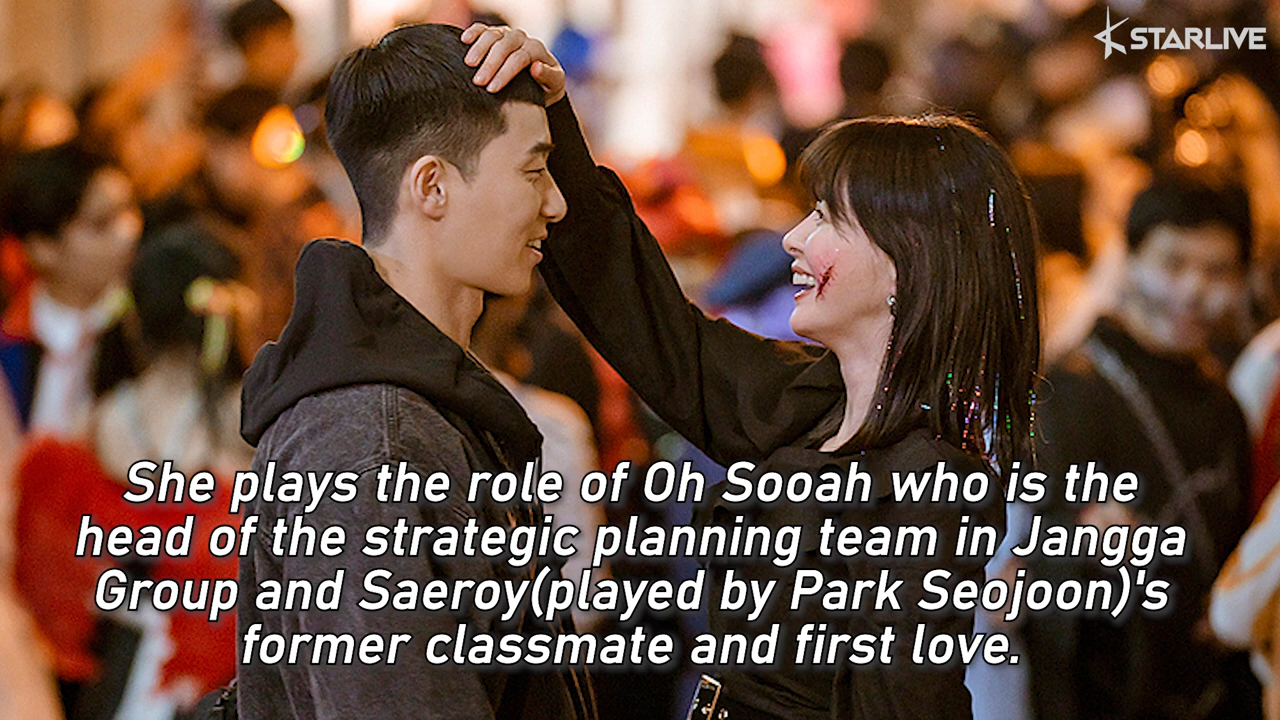 STARLIVE
She plays the role of Oh Sooah who is the
head of the strategic planning team in Jangga
Group and Saeroy(played by Park Seojoon)'s
former classmate and first love.